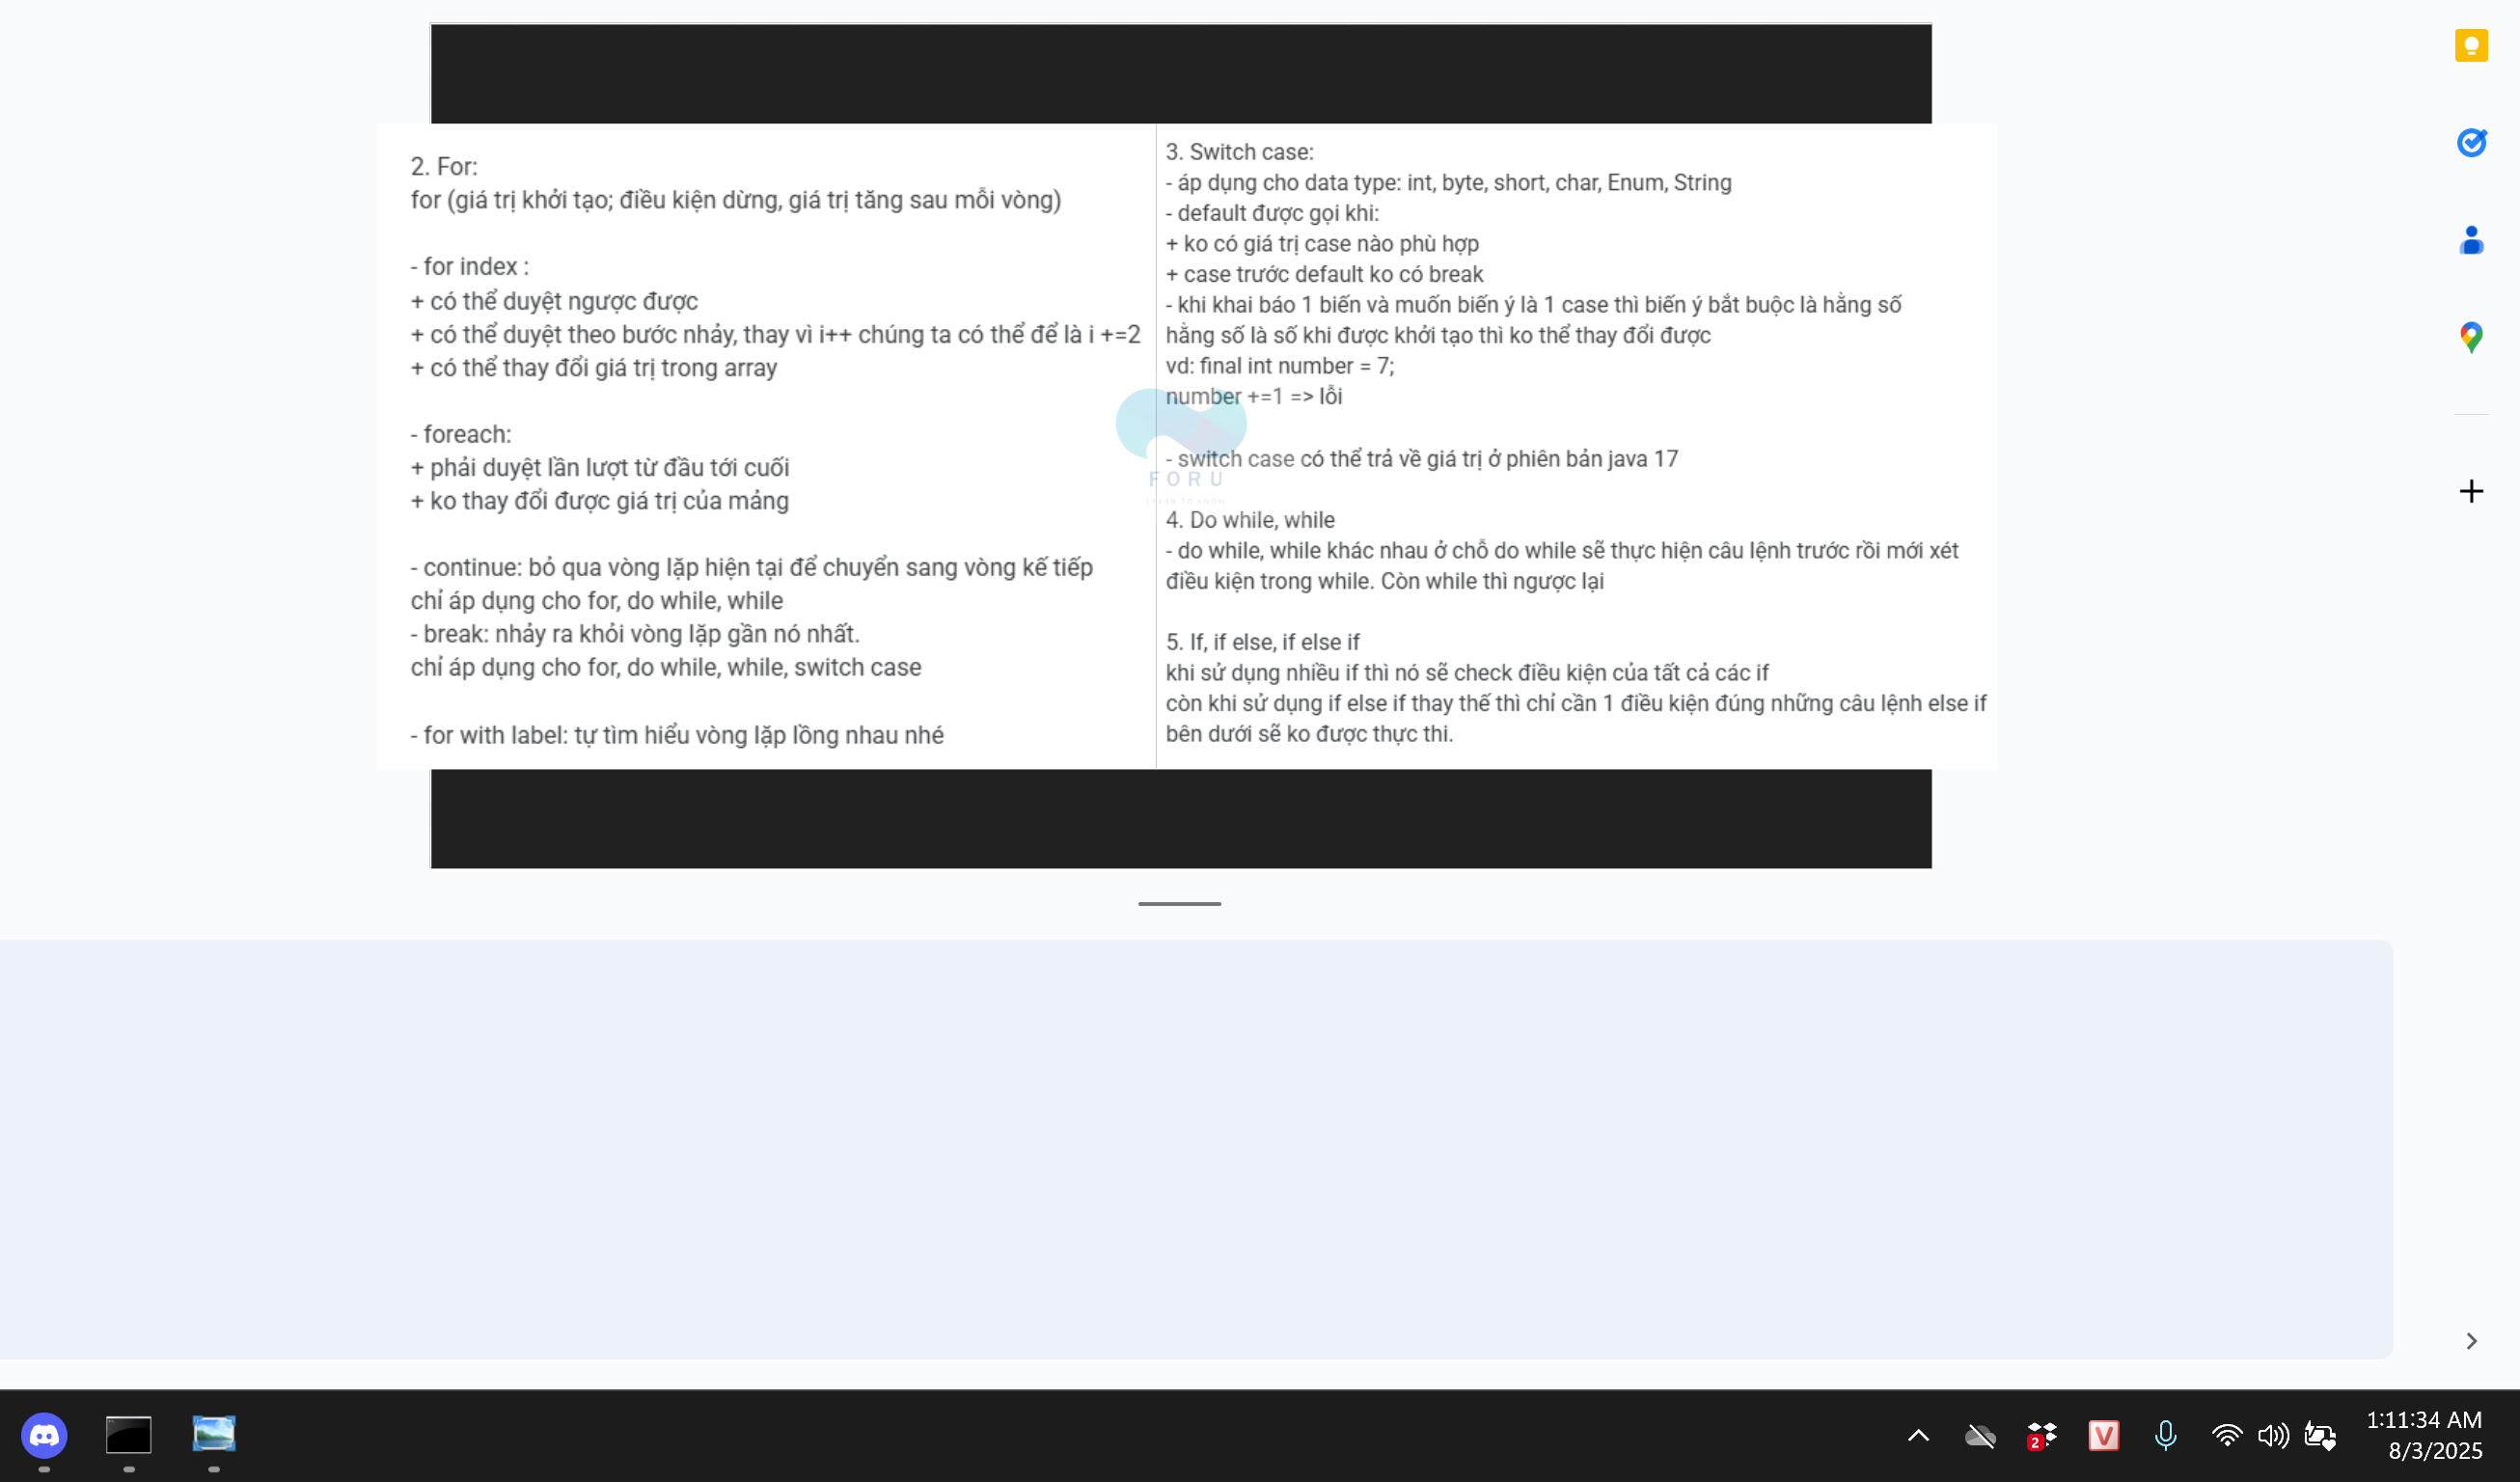 2. For:
for (giá trị khởi tạo; điều kiện dừng, giá trị tăng sau mỗi vòng)
- for index :
+ có thể duyệt ngược được
+ có thể duyệt theo bước nhảy, thay vì i++ chúng ta có thể để là i +=2
+ có thể thay đổi giá trị trong array
- foreach:
+ phải duyệt lần lượt từ đầu tới cuối
+ ko thay đổi được giá trị của mảng
- continue: bỏ qua vòng lặp hiện tại để chuyển sang vòng kế tiếp
chỉ áp dụng cho for, do while, while
- break: nhảy ra khỏi vòng lặp gần nó nhất.
chỉ áp dụng cho for, do while, while, switch case
- for with label: tự tìm hiểu vòng lặp lồng nhau nhé
3. Switch case:
- áp dụng cho data type: int, byte, short, char, Enum, String
- default được gọi khi:
+ ko có giá trị case nào phù hợp
+ case trước default ko có break
- khi khai báo 1 biến và muốn biến ý là 1 case thì biến ý bắt buộc là hằng số
hằng số là số khi được khởi tạo thì ko thể thay đổi được
vd: final int number = 7;
number +=1 => lỗi
- switch case có thể trả về giá trị ở phiên bản java 17
4. Do while, while
- do while, while khác nhau ở chỗ do while sẽ thực hiện câu lệnh trước rồi mới xét
điều kiện trong while. Còn while thì ngược lại
5. If, if else, if else if
khi sử dụng nhiều if thì nó sẽ check điều kiện của tất cả các if
còn khi sử dụng if else if thay thế thì chỉ cần 1 điều kiện đúng những câu lệnh else if
bên dưới sẽ ko được thực thi.
FORU
LEARN TO KNOW
2
V
1:11:34 AM
8/3/2025